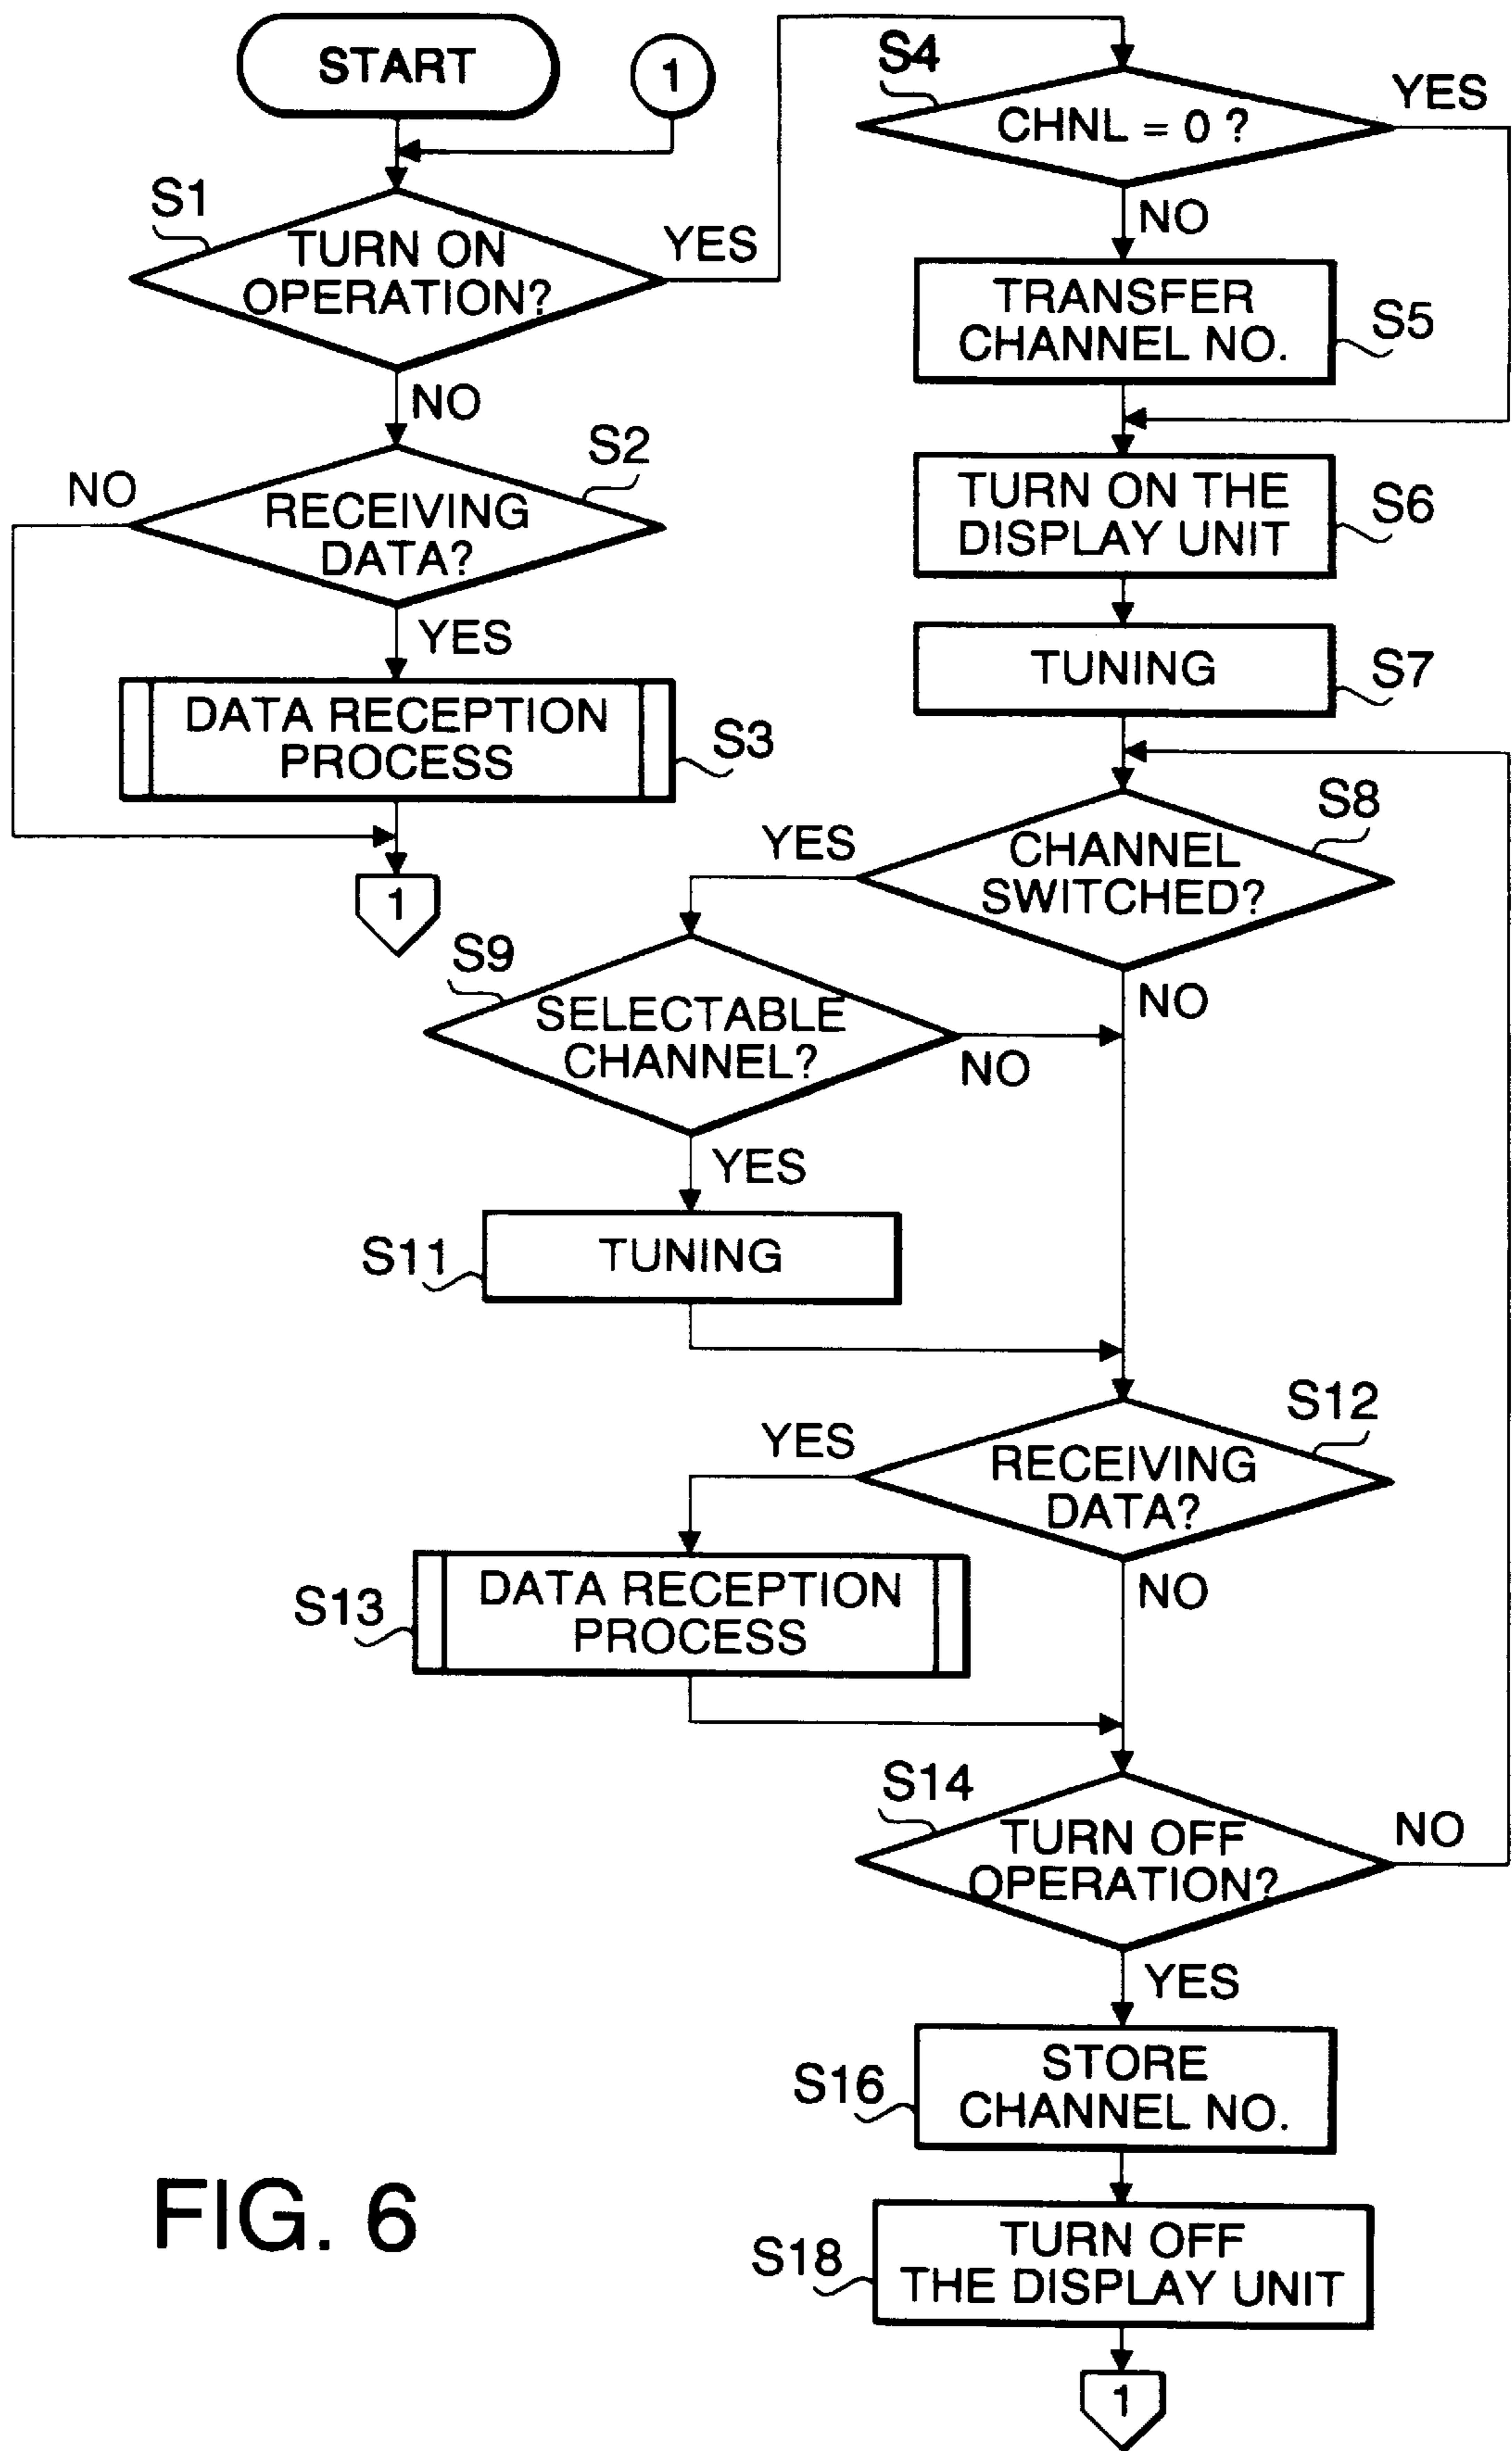 START
1
S1
TURN ON
OPERATION?
YES
NO
S2
NO
RECEIVING
DATA?
YES
DATA RECEPTION
PROCESS
S3
1
S4
CHNL = 0 ?
YES
NO
TRANSFER
CHANNEL NO.
S5
TURN ON THE
DISPLAY UNIT
S6
TUNING
S7
S8
YES
CHANNEL
SWITCHED?
NO
S9
SELECTABLE
CHANNEL?
NO
YES
S11
TUNING
S12
YES
RECEIVING
DATA?
NO
S13
DATA RECEPTION
PROCESS
S14
TURN OFF
OPERATION?
NO
YES
S16
STORE
CHANNEL NO.
S18
TURN OFF
THE DISPLAY UNIT
1
FIG. 6